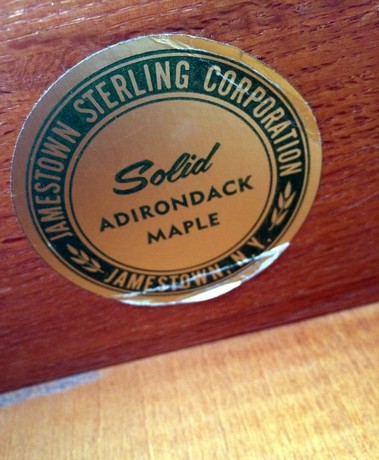 JAMESTOWN STERLING CORPORATION
Solid
ADIRONDACK
MAPLE
JAMESTOWN, N.Y.